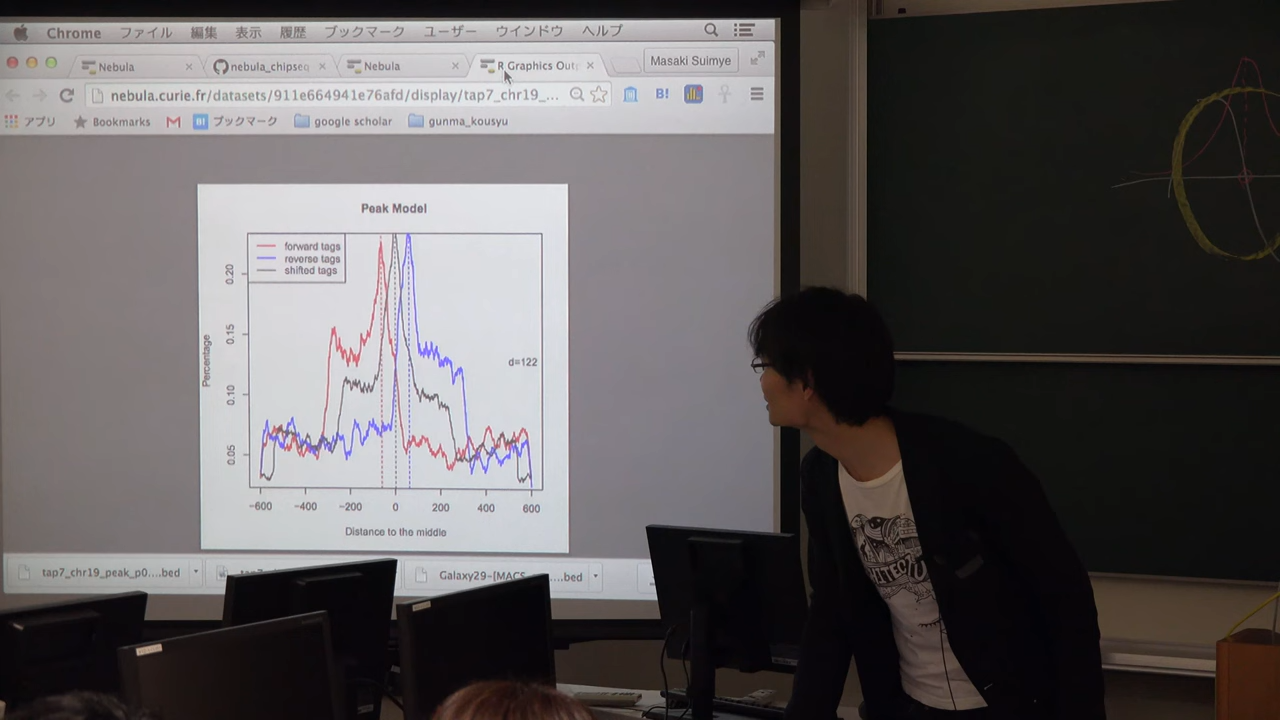 Chrome ファイル 編集 表示 履歴 ブックマーク ユーザー ウインドウ ヘルプ
Nebula nebula_chipseq Nebula R Graphics Out Masaki Suimye
nebula.curie.fr/datasets/911e664941e76afd/display/tap7_chr19_... B!
アプリ Bookmarks B! ブックマーク google scholar gunma_kousyu
Peak Model
forward tags
reverse tags
shifted tags
d=122
Percentage
0.20
0.15
0.10
0.05
−600 −400 −200 0 200 400 600
Distance to the middle
tap7_chr19_peak_p0....bed Galaxy29-[MACS ....bed